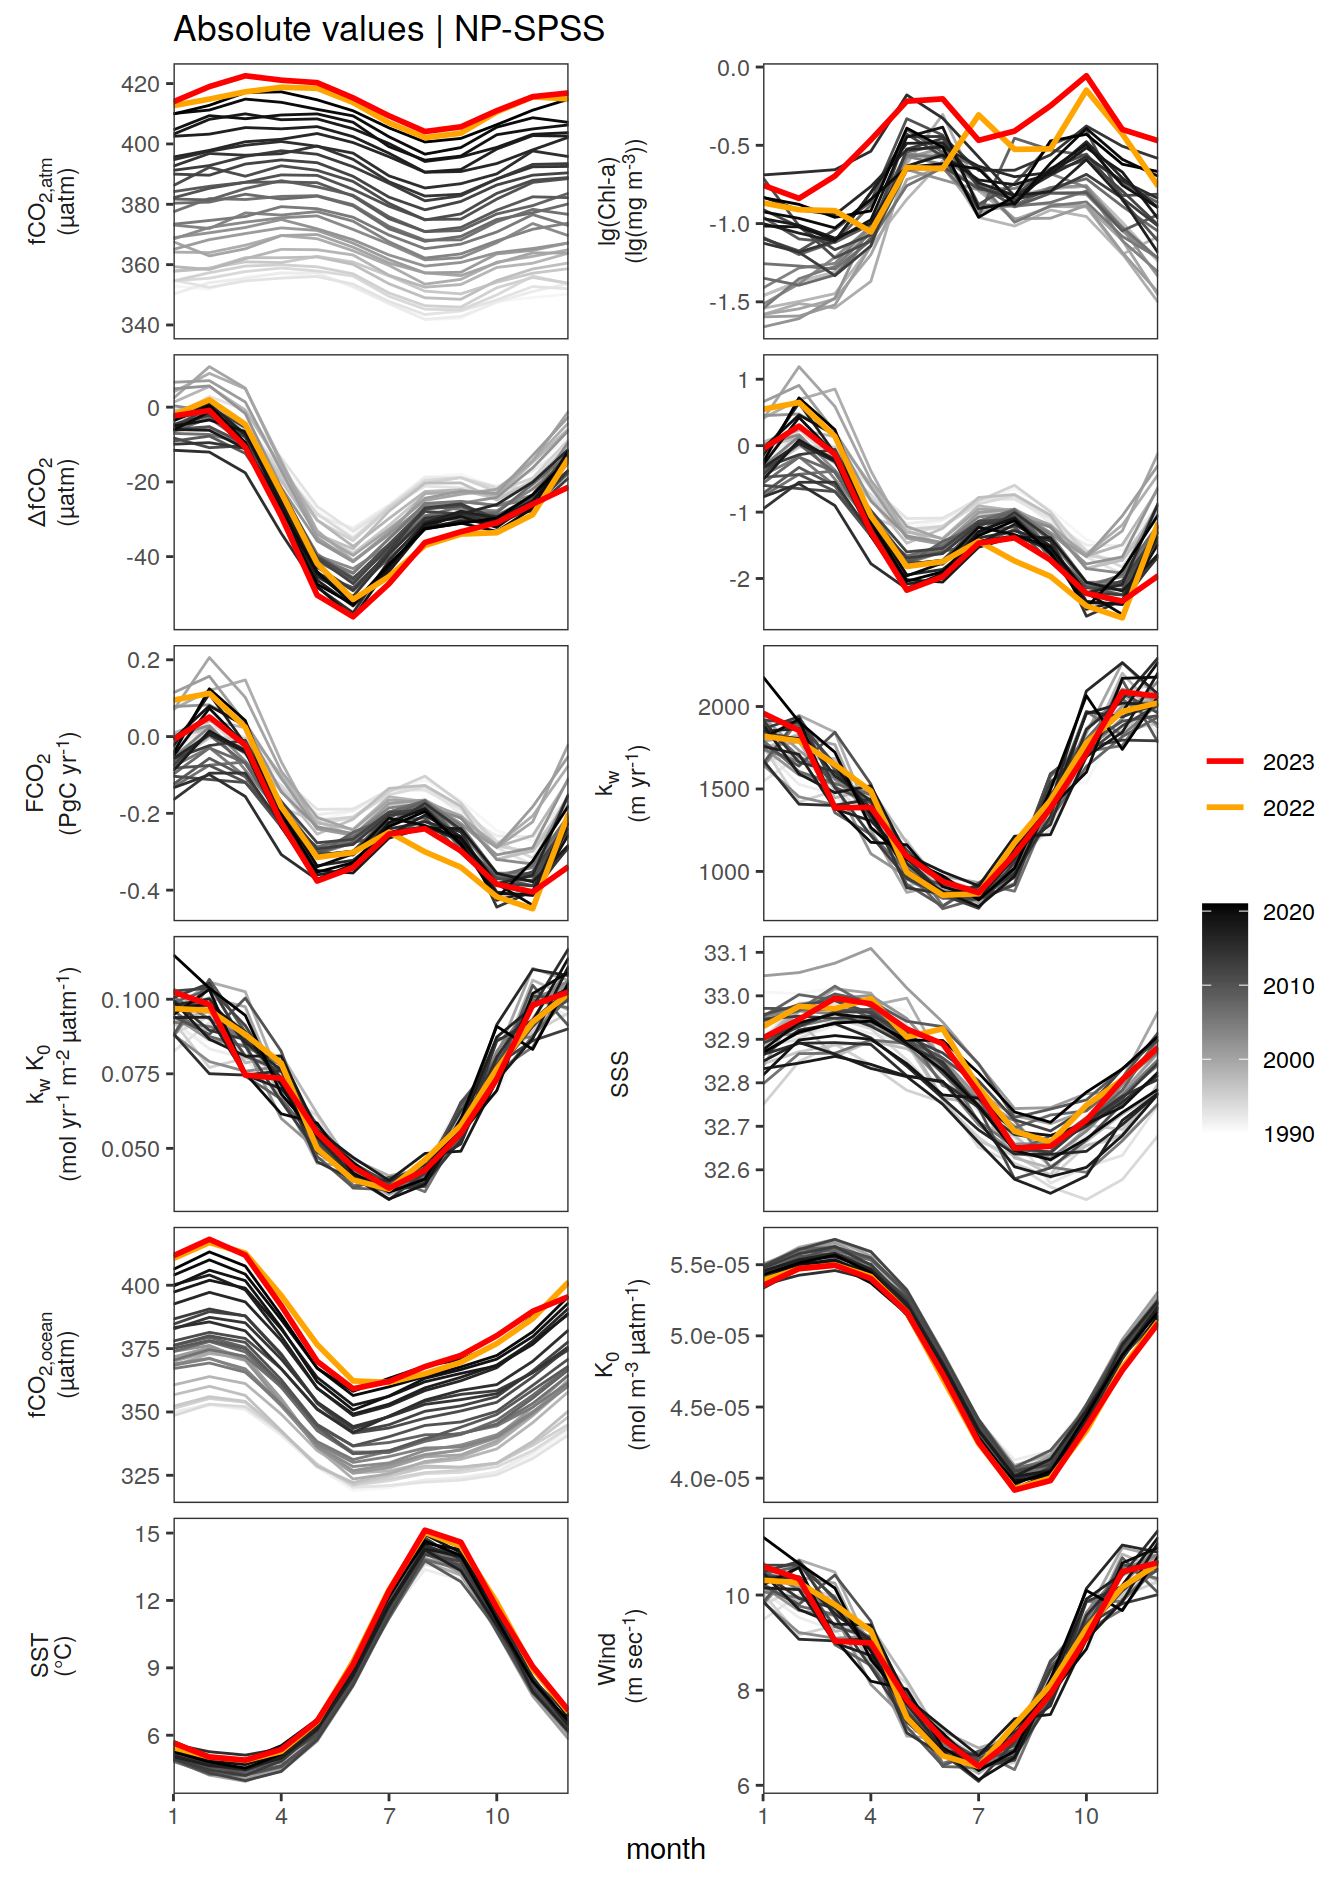 Absolute values | NP-SPSS
fCO2,atm
(µatm)
420
400
380
360
340
lg(Chl-a)
(lg(mg m-3))
0.0
-0.5
-1.0
-1.5
ΔfCO2
(µatm)
0
-20
-40
1
0
-1
-2
FCO2
(PgC yr-1)
0.2
0.0
-0.2
-0.4
kw
(m yr-1)
2000
1500
1000
kw K0
(mol yr-1 m-2 µatm-1)
0.100
0.075
0.050
SSS
33.1
33.0
32.9
32.8
32.7
32.6
fCO2,ocean
(µatm)
400
375
350
325
K0
(mol m-3 µatm-1)
5.5e-05
5.0e-05
4.5e-05
4.0e-05
SST
(°C)
15
12
9
6
Wind
(m sec-1)
10
8
6
1 4 7 10
1 4 7 10
month
2023
2022
2020
2010
2000
1990